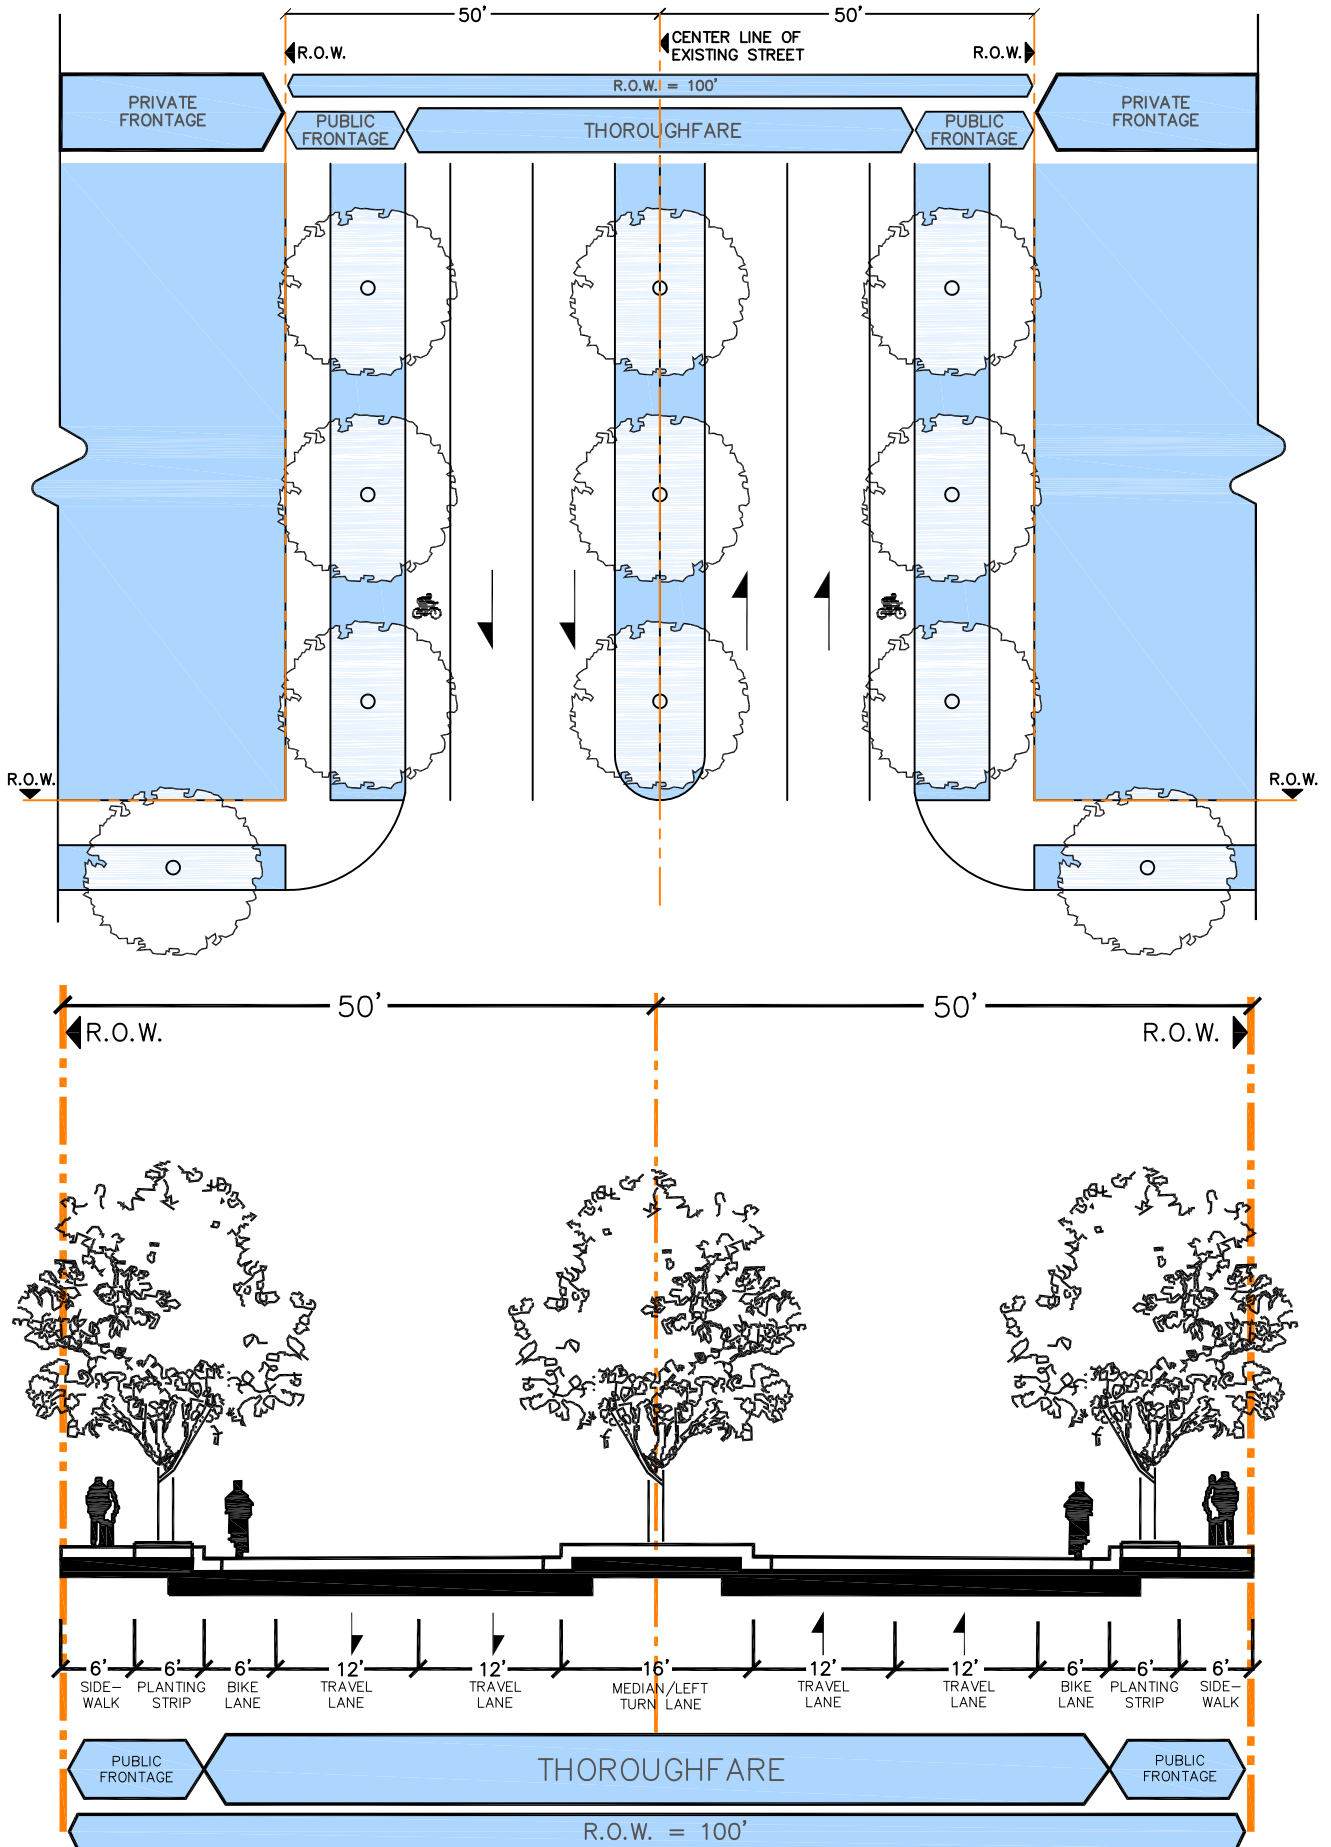 50'
50'
R.O.W.
CENTER LINE OF
EXISTING STREET
R.O.W.
R.O.W. = 100'
PRIVATE
FRONTAGE
PUBLIC
FRONTAGE
THOROUGHFARE
PUBLIC
FRONTAGE
PRIVATE
FRONTAGE
R.O.W.
R.O.W.
50'
50'
R.O.W.
R.O.W.
6'
6'
6'
12'
12'
16'
12'
12'
6'
6'
6'
SIDE-
WALK
PLANTING
STRIP
BIKE
LANE
TRAVEL
LANE
TRAVEL
LANE
MEDIAN/LEFT
TURN LANE
TRAVEL
LANE
TRAVEL
LANE
BIKE
LANE
PLANTING
STRIP
SIDE-
WALK
PUBLIC
FRONTAGE
THOROUGHFARE
PUBLIC
FRONTAGE
R.O.W. = 100'